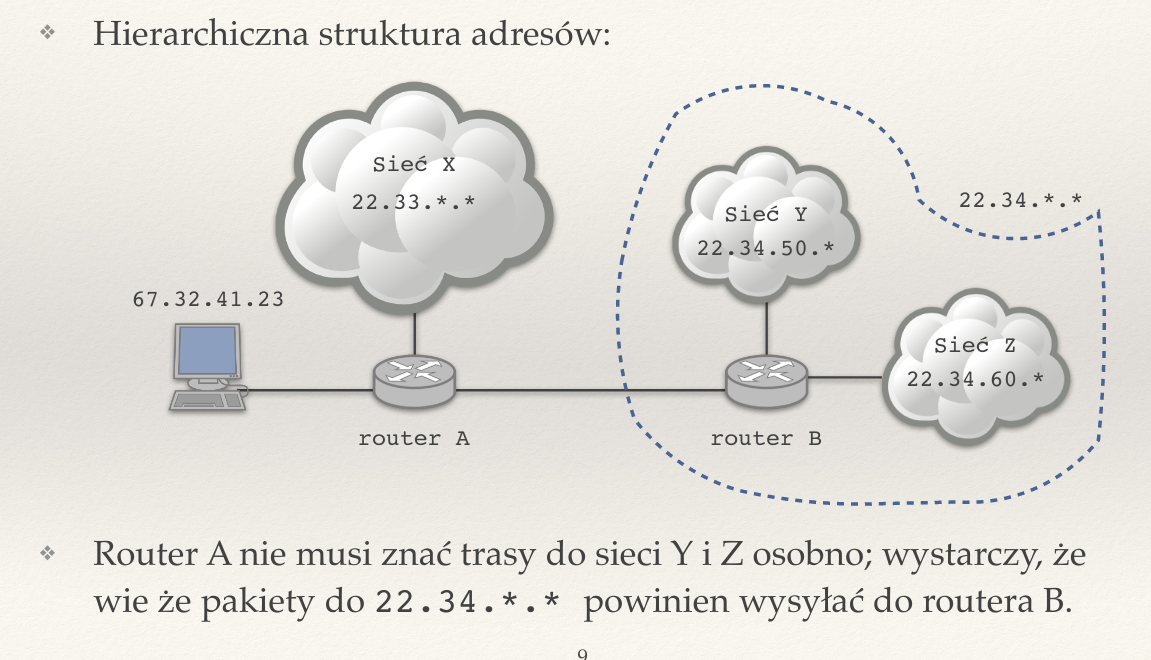 ❖ Hierarchiczna struktura adresów:
Sieć X
22.33.*.*
Sieć Y
22.34.50.*
22.34.*.*
67.32.41.23
Sieć Z
22.34.60.*
router A
router B
❖ Router A nie musi znać trasy do sieci Y i Z osobno; wystarczy, że
wie że pakiety do 22.34.*.* powinien wysyłać do routera B.
9